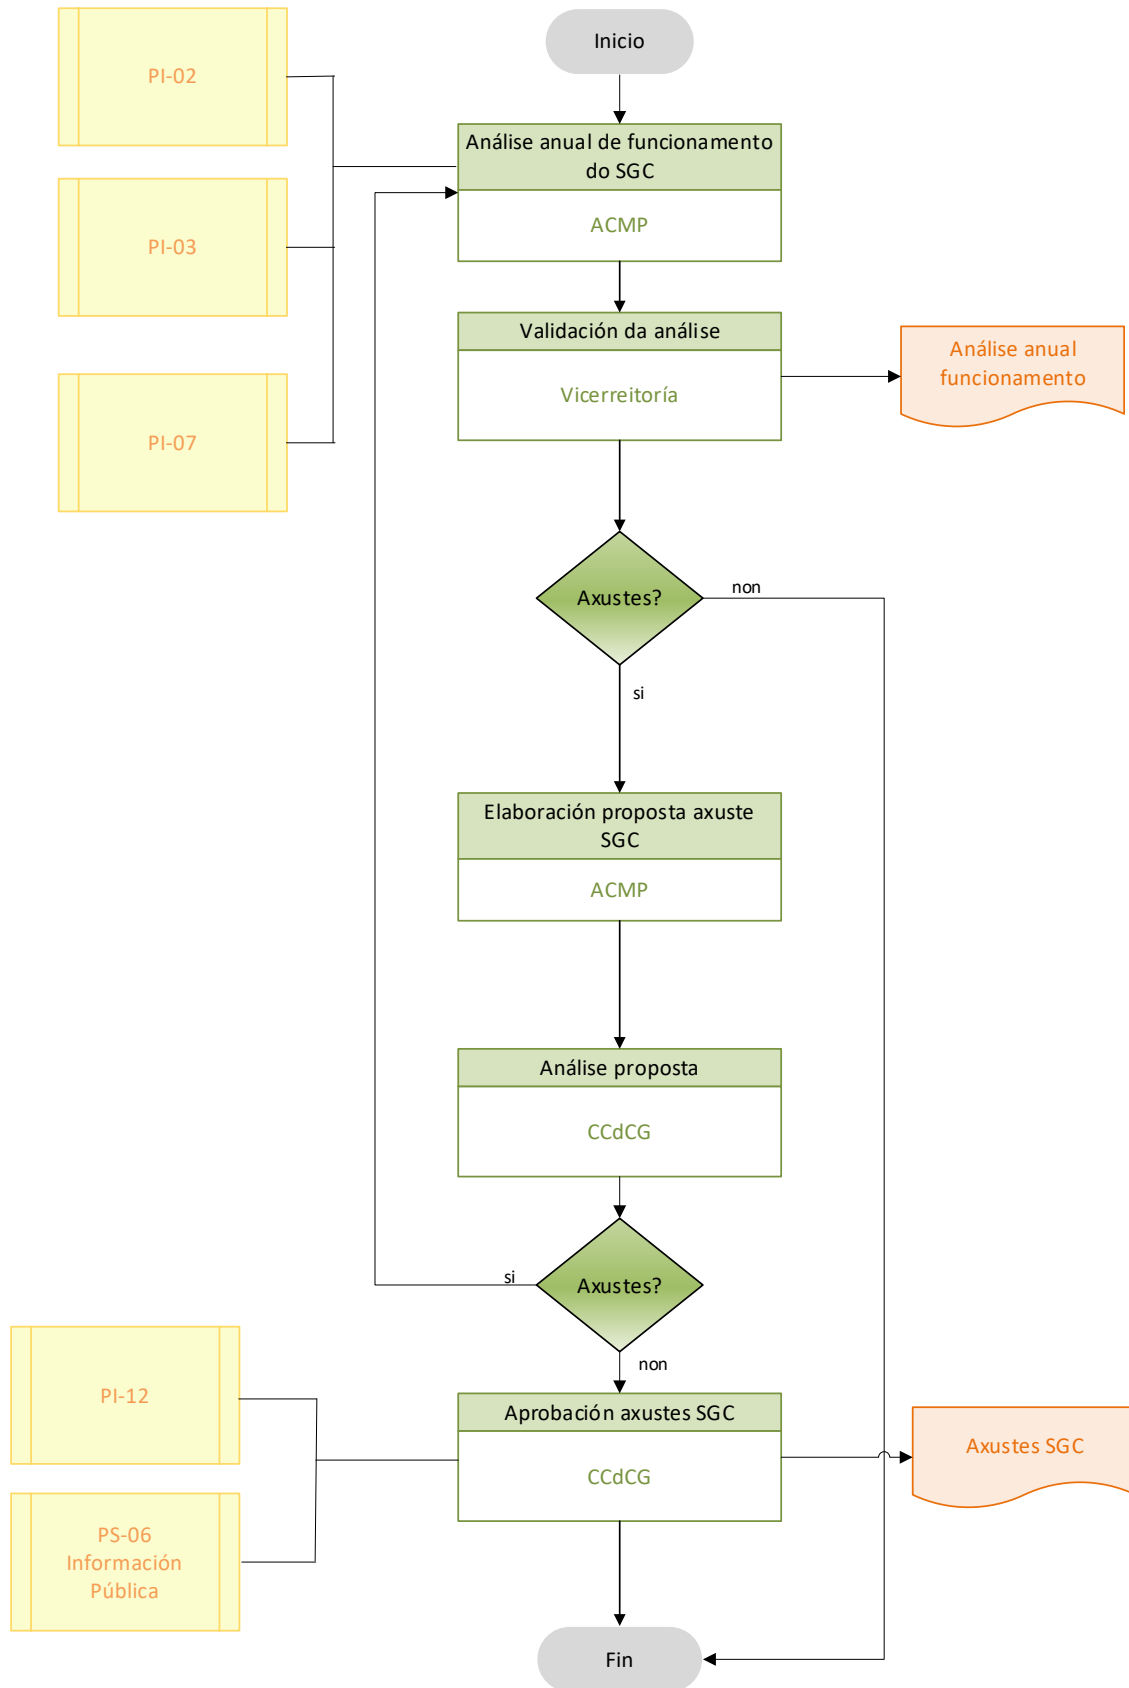 Inicio
PI-02
Análise anual de funcionamento
do SGC
ACMP
PI-03
Validación da análise
Vicerreitoría
Análise anual
funcionamento
PI-07
Axustes?
non
si
Elaboración proposta axuste
SGC
ACMP
Análise proposta
CCdCG
Axustes?
si
non
PI-12
Aprobación axustes SGC
CCdCG
Axustes SGC
PS-06
Información
Pública
Fin